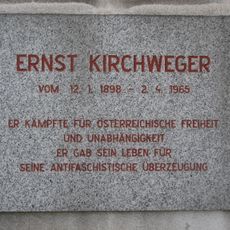 ERNST KIRCHWEGER
VOM 12. 1. 1898 - 2. 4. 1965
ER KÄMPFTE FÜR ÖSTERREICHISCHE FREIHEIT
UND UNABHÄNGIGKEIT
ER GAB SEIN LEBEN FÜR
SEINE ANTIFASCHISTISCHE ÜBERZEUGUNG